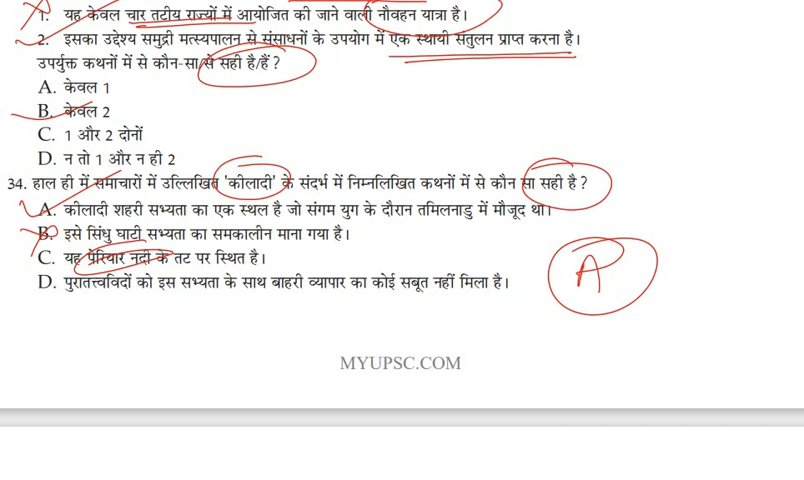 1. यह केवल चार तटीय राज्यों में आयोजित की जाने वाली नौवहन यात्रा है।
2. इसका उद्देश्य समुद्री मत्स्यपालन से संसाधनों के उपयोग में एक स्थायी संतुलन प्राप्त करना है।
उपर्युक्त कथनों में से कौन-सा/से सही है/हैं ?
A. केवल 1
B. केवल 2
C. 1 और 2 दोनों
D. न तो 1 और न ही 2
34. हाल ही में समाचारों में उल्लिखित 'कीलादी' के संदर्भ में निम्नलिखित कथनों में से कौन सा सही है ?
A. कीलादी शहरी सभ्यता का एक स्थल है जो संगम युग के दौरान तमिलनाडु में मौजूद था।
B. इसे सिंधु घाटी सभ्यता का समकालीन माना गया है।
C. यह पेरियार नदी के तट पर स्थित है।
D. पुरातत्त्वविदों को इस सभ्यता के साथ बाहरी व्यापार का कोई सबूत नहीं मिला है।
A
MYUPSC.COM